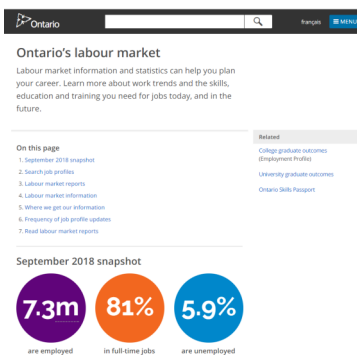 Ontario
français
MENU
Ontario's labour market
Labour market information and statistics can help you plan
your career. Learn more about work trends and the skills,
education and training you need for jobs today, and in the
future.
On this page
1. September 2018 snapshot
2. Search job profiles
3. Labour market reports
4. Labour market information
5. Where we get our information
6. Frequency of job profile updates
7. Read labour market reports
Related
College graduate outcomes
(Employment Profile)
University graduate outcomes
Ontario Skills Passport
September 2018 snapshot
7.3m 81% 5.9%
are employed in full-time jobs are unemployed